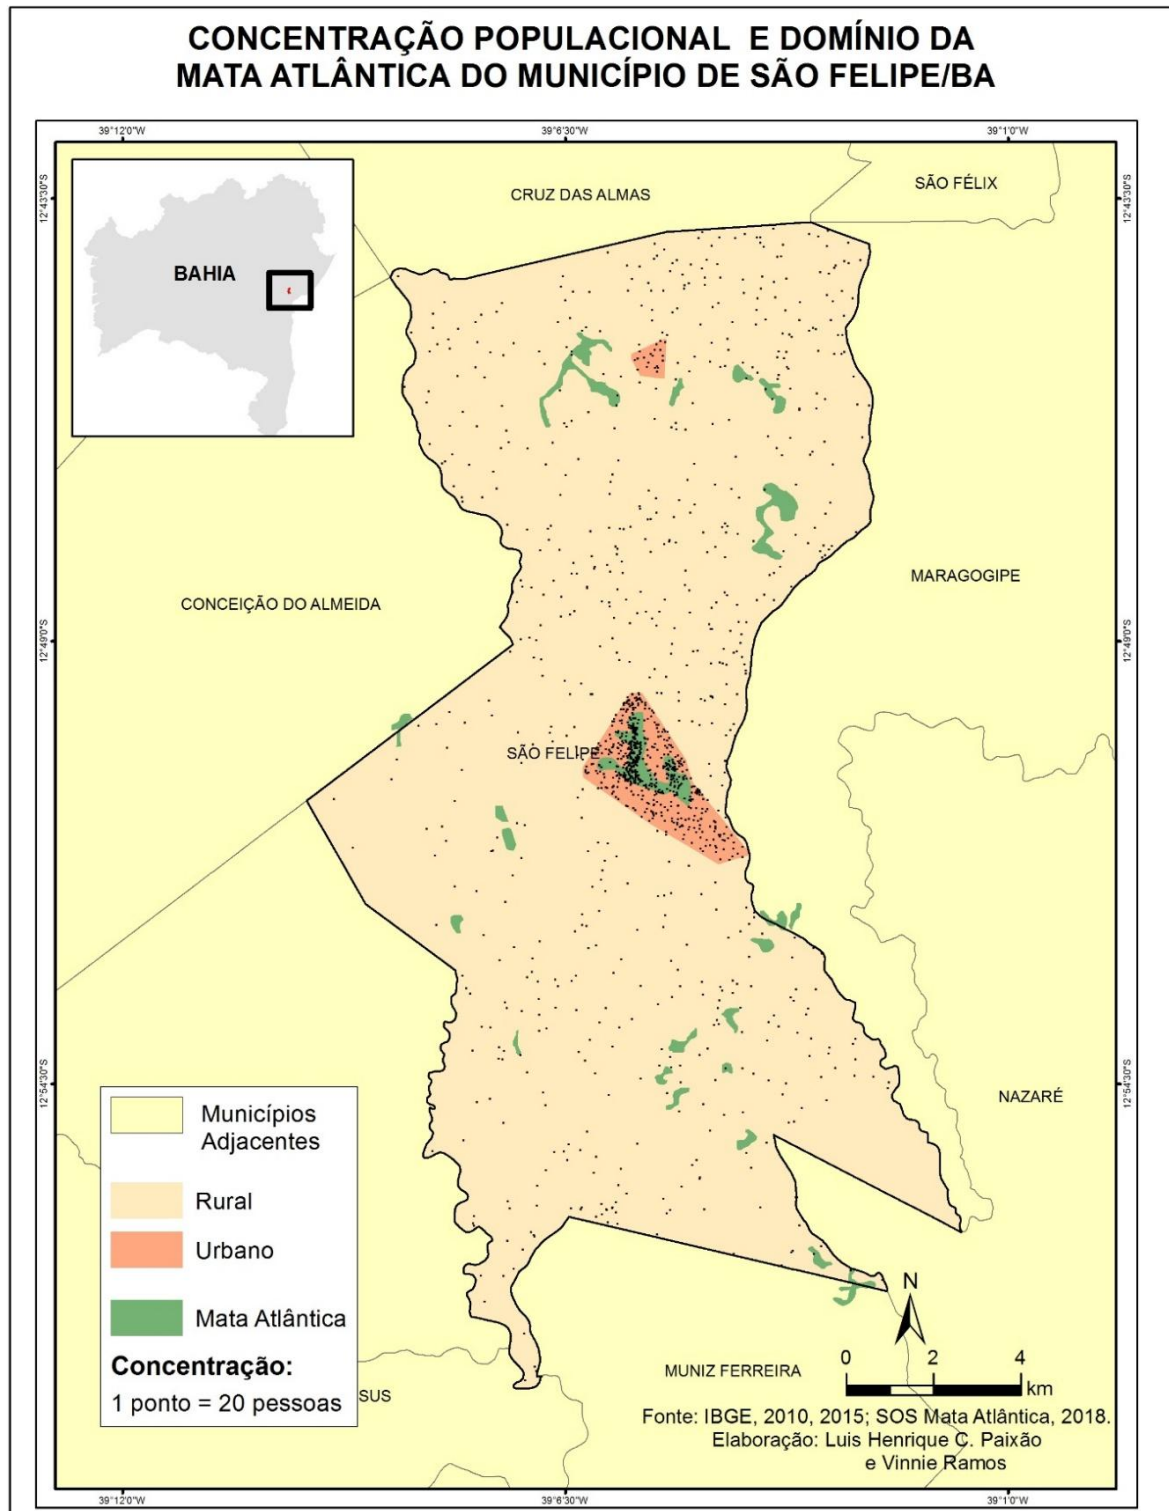 CONCENTRAÇÃO POPULACIONAL E DOMÍNIO DA
MATA ATLÂNTICA DO MUNICÍPIO DE SÃO FELIPE/BA
39°12'0"W
39°6'30"W
39°1'0"W
12°43'30"S
12°43'30"S
CRUZ DAS ALMAS
SÃO FÉLIX
BAHIA
MARAGOGIPE
CONCEIÇÃO DO ALMEIDA
12°49'0"S
12°49'0"S
SÃO FELIPE
12°54'30"S
12°54'30"S
NAZARÉ
Municípios
Adjacentes
Rural
Urbano
Mata Atlântica
Concentração:
1 ponto = 20 pessoas
SUS
MUNIZ FERREIRA
N
0 2 4
km
Fonte: IBGE, 2010, 2015; SOS Mata Atlântica, 2018.
Elaboração: Luis Henrique C. Paixão
e Vinnie Ramos
39°12'0"W
39°6'30"W
39°1'0"W